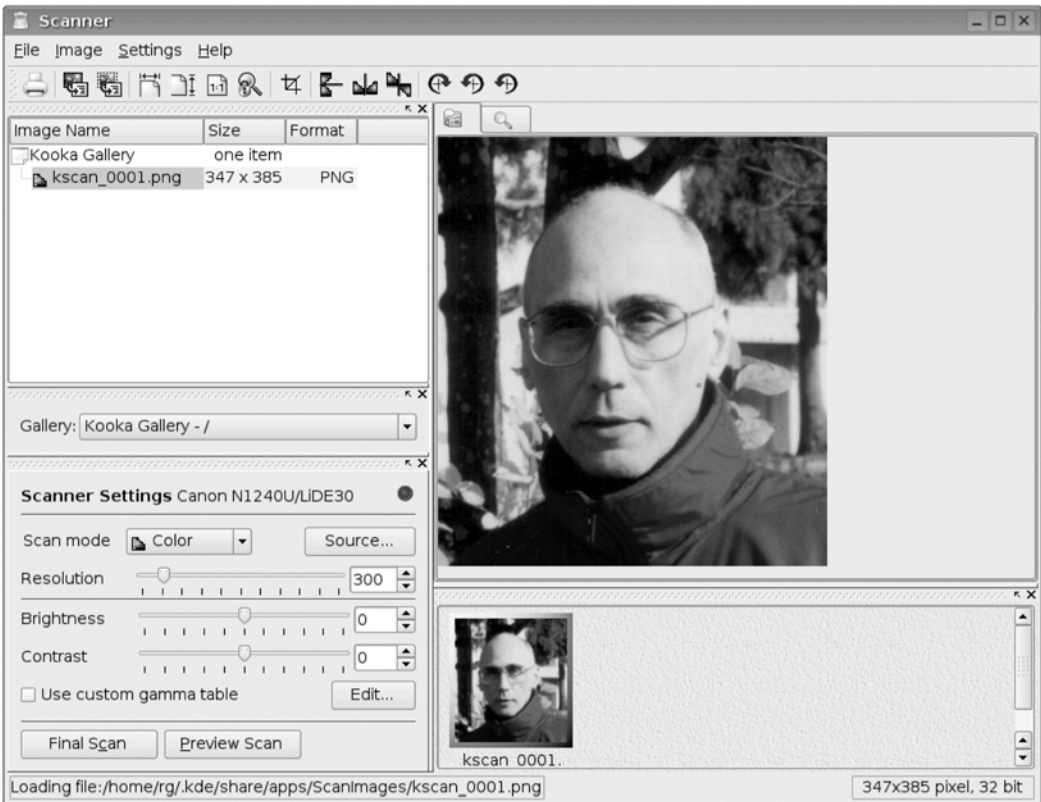 Scanner
File Image Settings Help
1:1
Image Name Size Format
Kooka Gallery one item
kscan_0001.png 347 x 385 PNG
Gallery: Kooka Gallery - /
Scanner Settings Canon N1240U/LiDE30
Scan mode Color Source...
Resolution 300
Brightness 0
Contrast 0
Use custom gamma table Edit...
Final Scan Preview Scan
kscan_0001.
Loading file:/home/rg/.kde/share/apps/ScanImages/kscan_0001.png
347x385 pixel, 32 bit